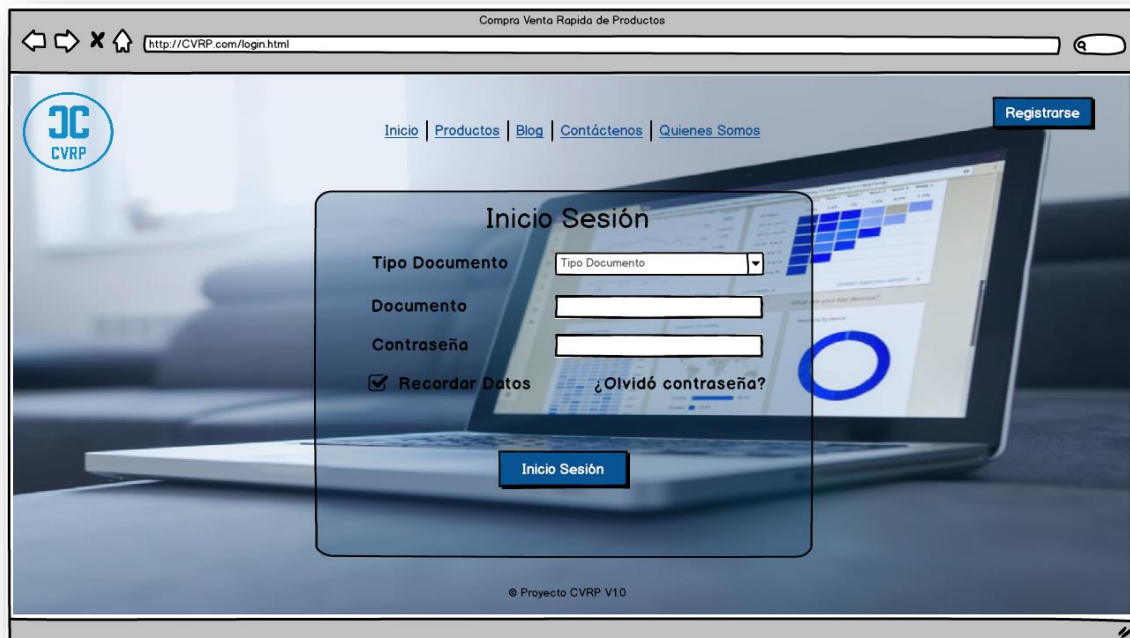 Compra Venta Rapida de Productos
http://CVRP.com/login.html
CVRP
Inicio | Productos | Blog | Contáctenos | Quienes Somos
Registrarse
Inicio Sesión
Tipo Documento Tipo Documento
Documento
Contraseña
Recordar Datos ¿Olvidó contraseña?
Inicio Sesión
© Proyecto CVRP V1.0